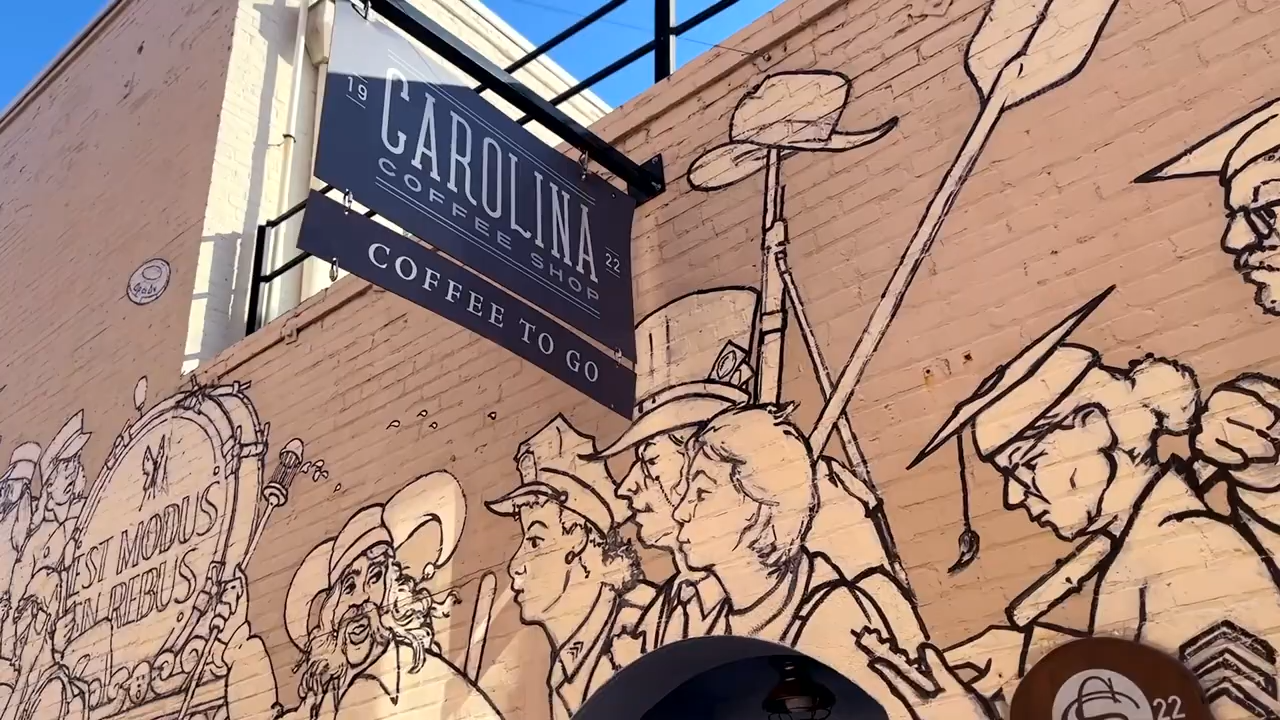 19 CAROLINA 22
COFFEE SHOP
COFFEE TO GO
EST MODUS
IN REBUS
22